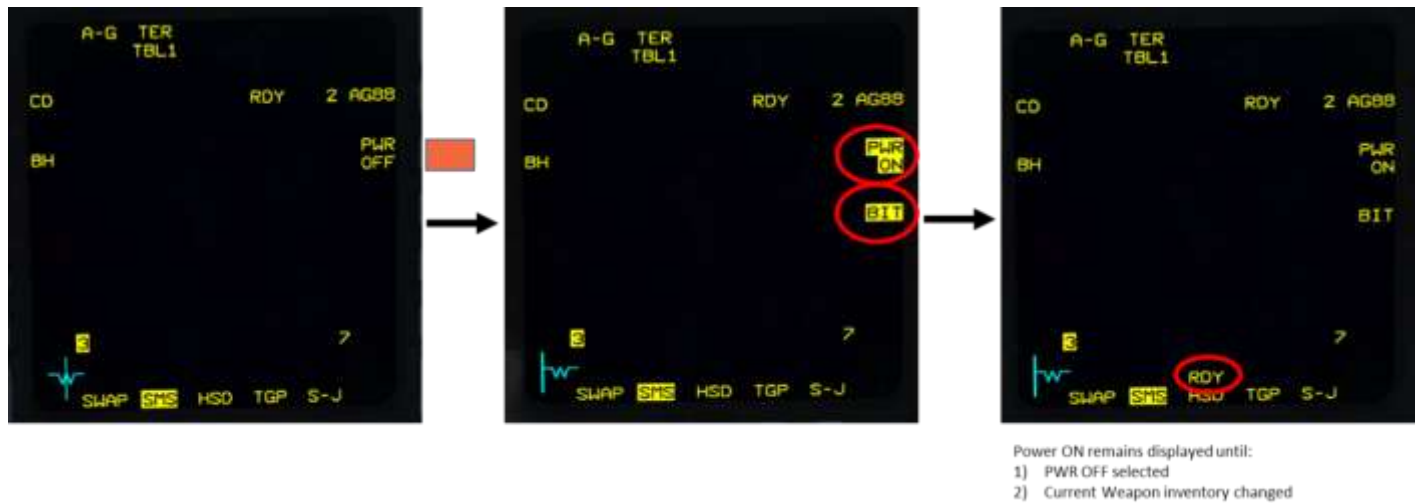 A-G TER
TBL1
CD RDY 2 AG88
BH PWR
OFF
3 7
W
SWAP SMS HSD TGP S-J
A-G TER
TBL1
CD RDY 2 AG88
BH PWR
ON
BIT
3 7
W
SWAP SMS HSD TGP S-J
A-G TER
TBL1
CD RDY 2 AG88
BH PWR
ON
BIT
3 7
W RDY
SWAP SMS HSD TGP S-J
Power ON remains displayed until:
1) PWR OFF selected
2) Current Weapon inventory changed